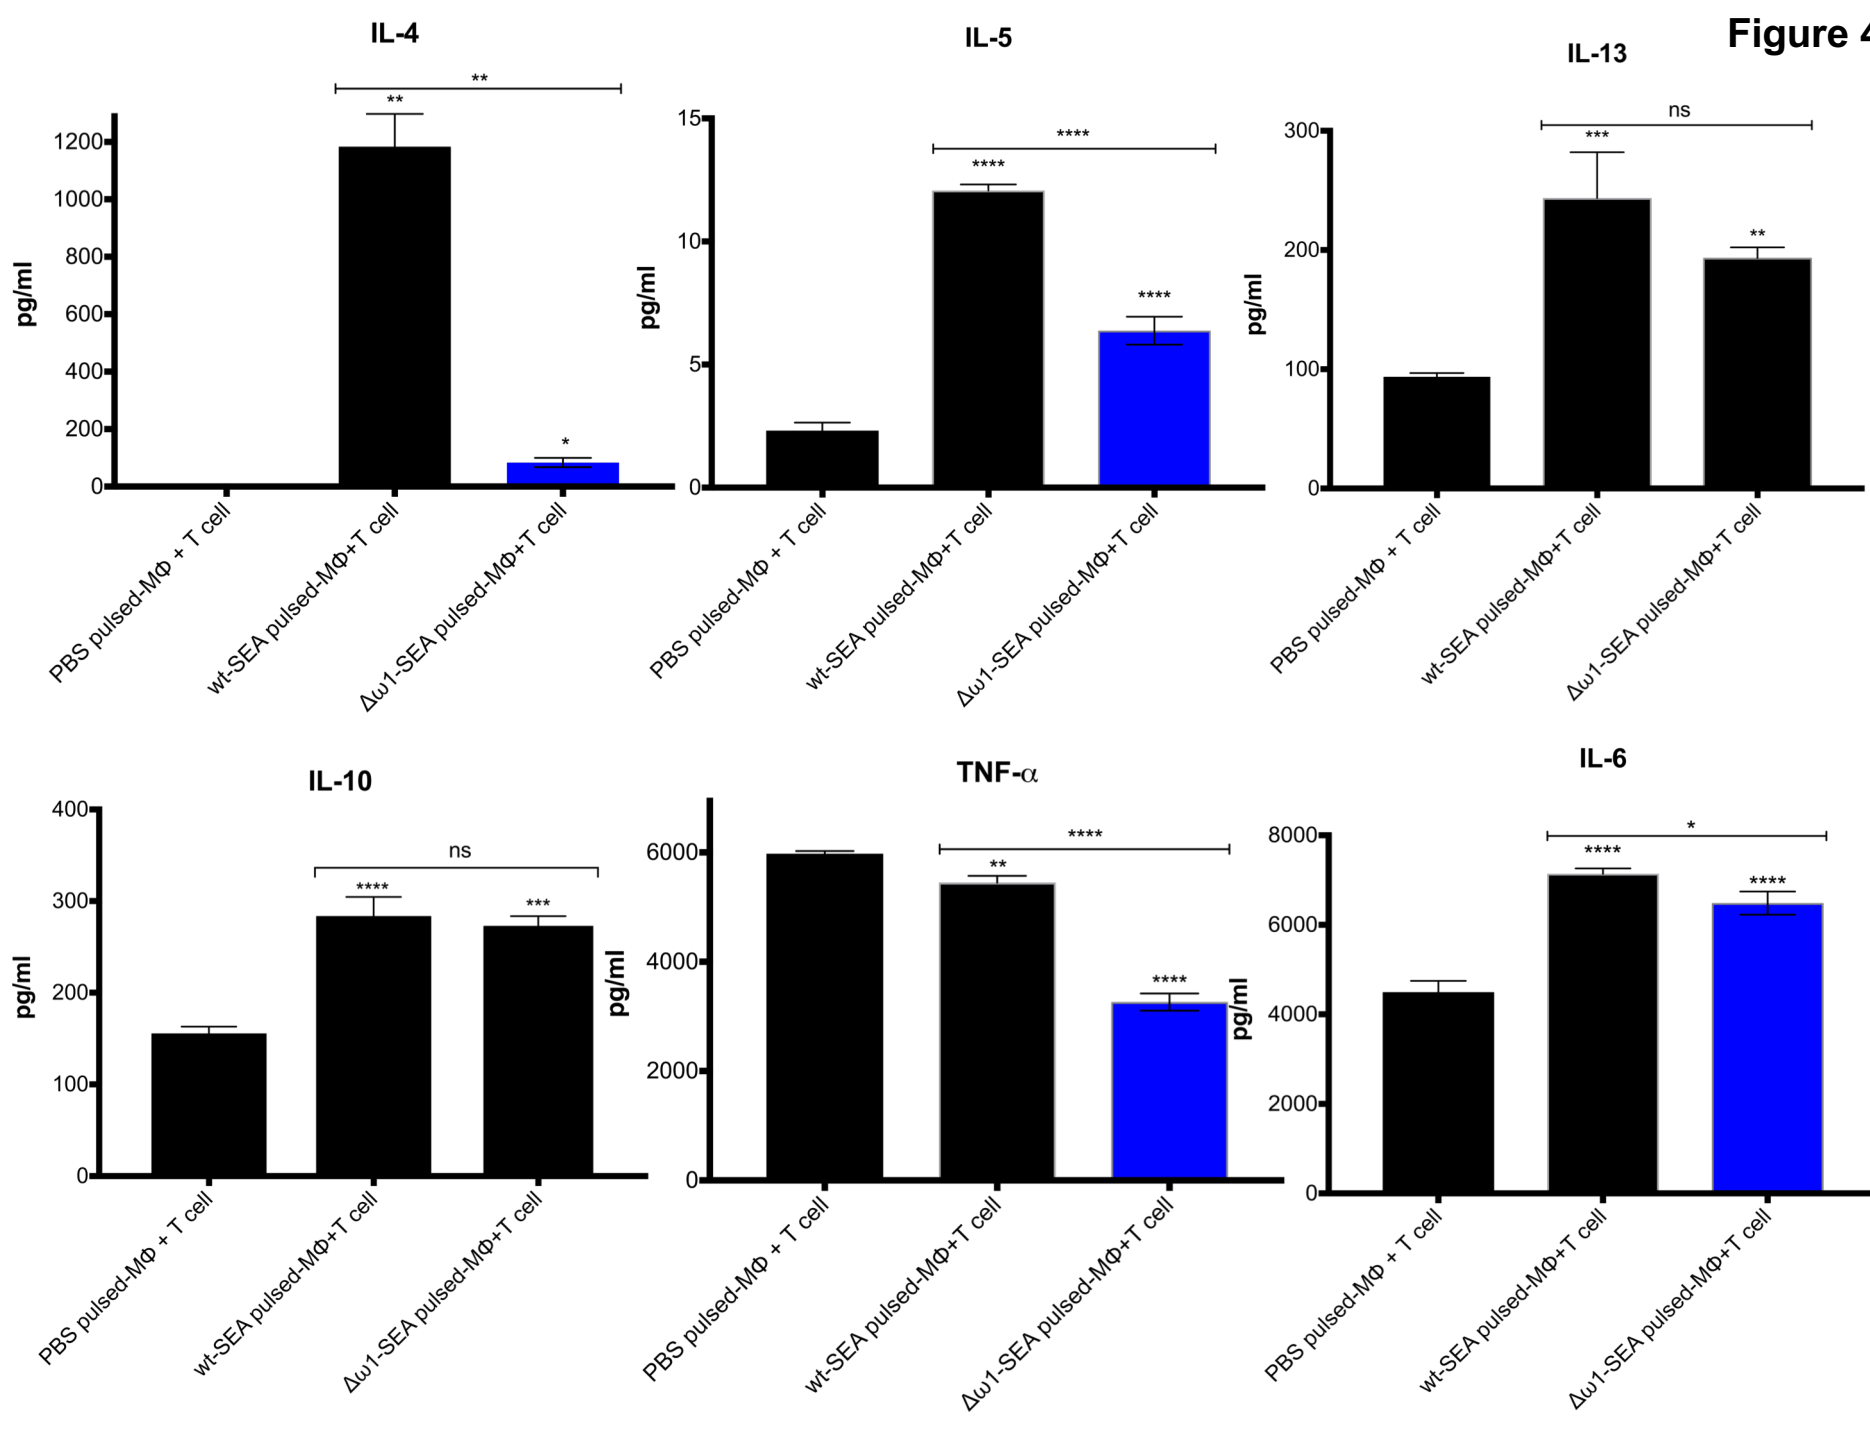 Figure 4
IL-4
**
**
1200
1000
800
600
400
200
0
pg/ml
*
PBS pulsed-MΦ + T cell
wt-SEA pulsed-MΦ+T cell
Δω1-SEA pulsed-MΦ+T cell
IL-5
****
****
****
15
10
5
0
pg/ml
PBS pulsed-MΦ + T cell
wt-SEA pulsed-MΦ+T cell
Δω1-SEA pulsed-MΦ+T cell
IL-13
ns
***
**
300
200
100
0
pg/ml
PBS pulsed-MΦ + T cell
wt-SEA pulsed-MΦ+T cell
Δω1-SEA pulsed-MΦ+T cell
IL-10
ns
****
***
400
300
200
100
0
pg/ml
PBS pulsed-MΦ + T cell
wt-SEA pulsed-MΦ+T cell
Δω1-SEA pulsed-MΦ+T cell
TNF-α
****
**
****
6000
4000
2000
0
pg/ml
PBS pulsed-MΦ + T cell
wt-SEA pulsed-MΦ+T cell
Δω1-SEA pulsed-MΦ+T cell
IL-6
*
****
****
8000
6000
4000
2000
0
pg/ml
PBS pulsed-MΦ + T cell
wt-SEA pulsed-MΦ+T cell
Δω1-SEA pulsed-MΦ+T cell